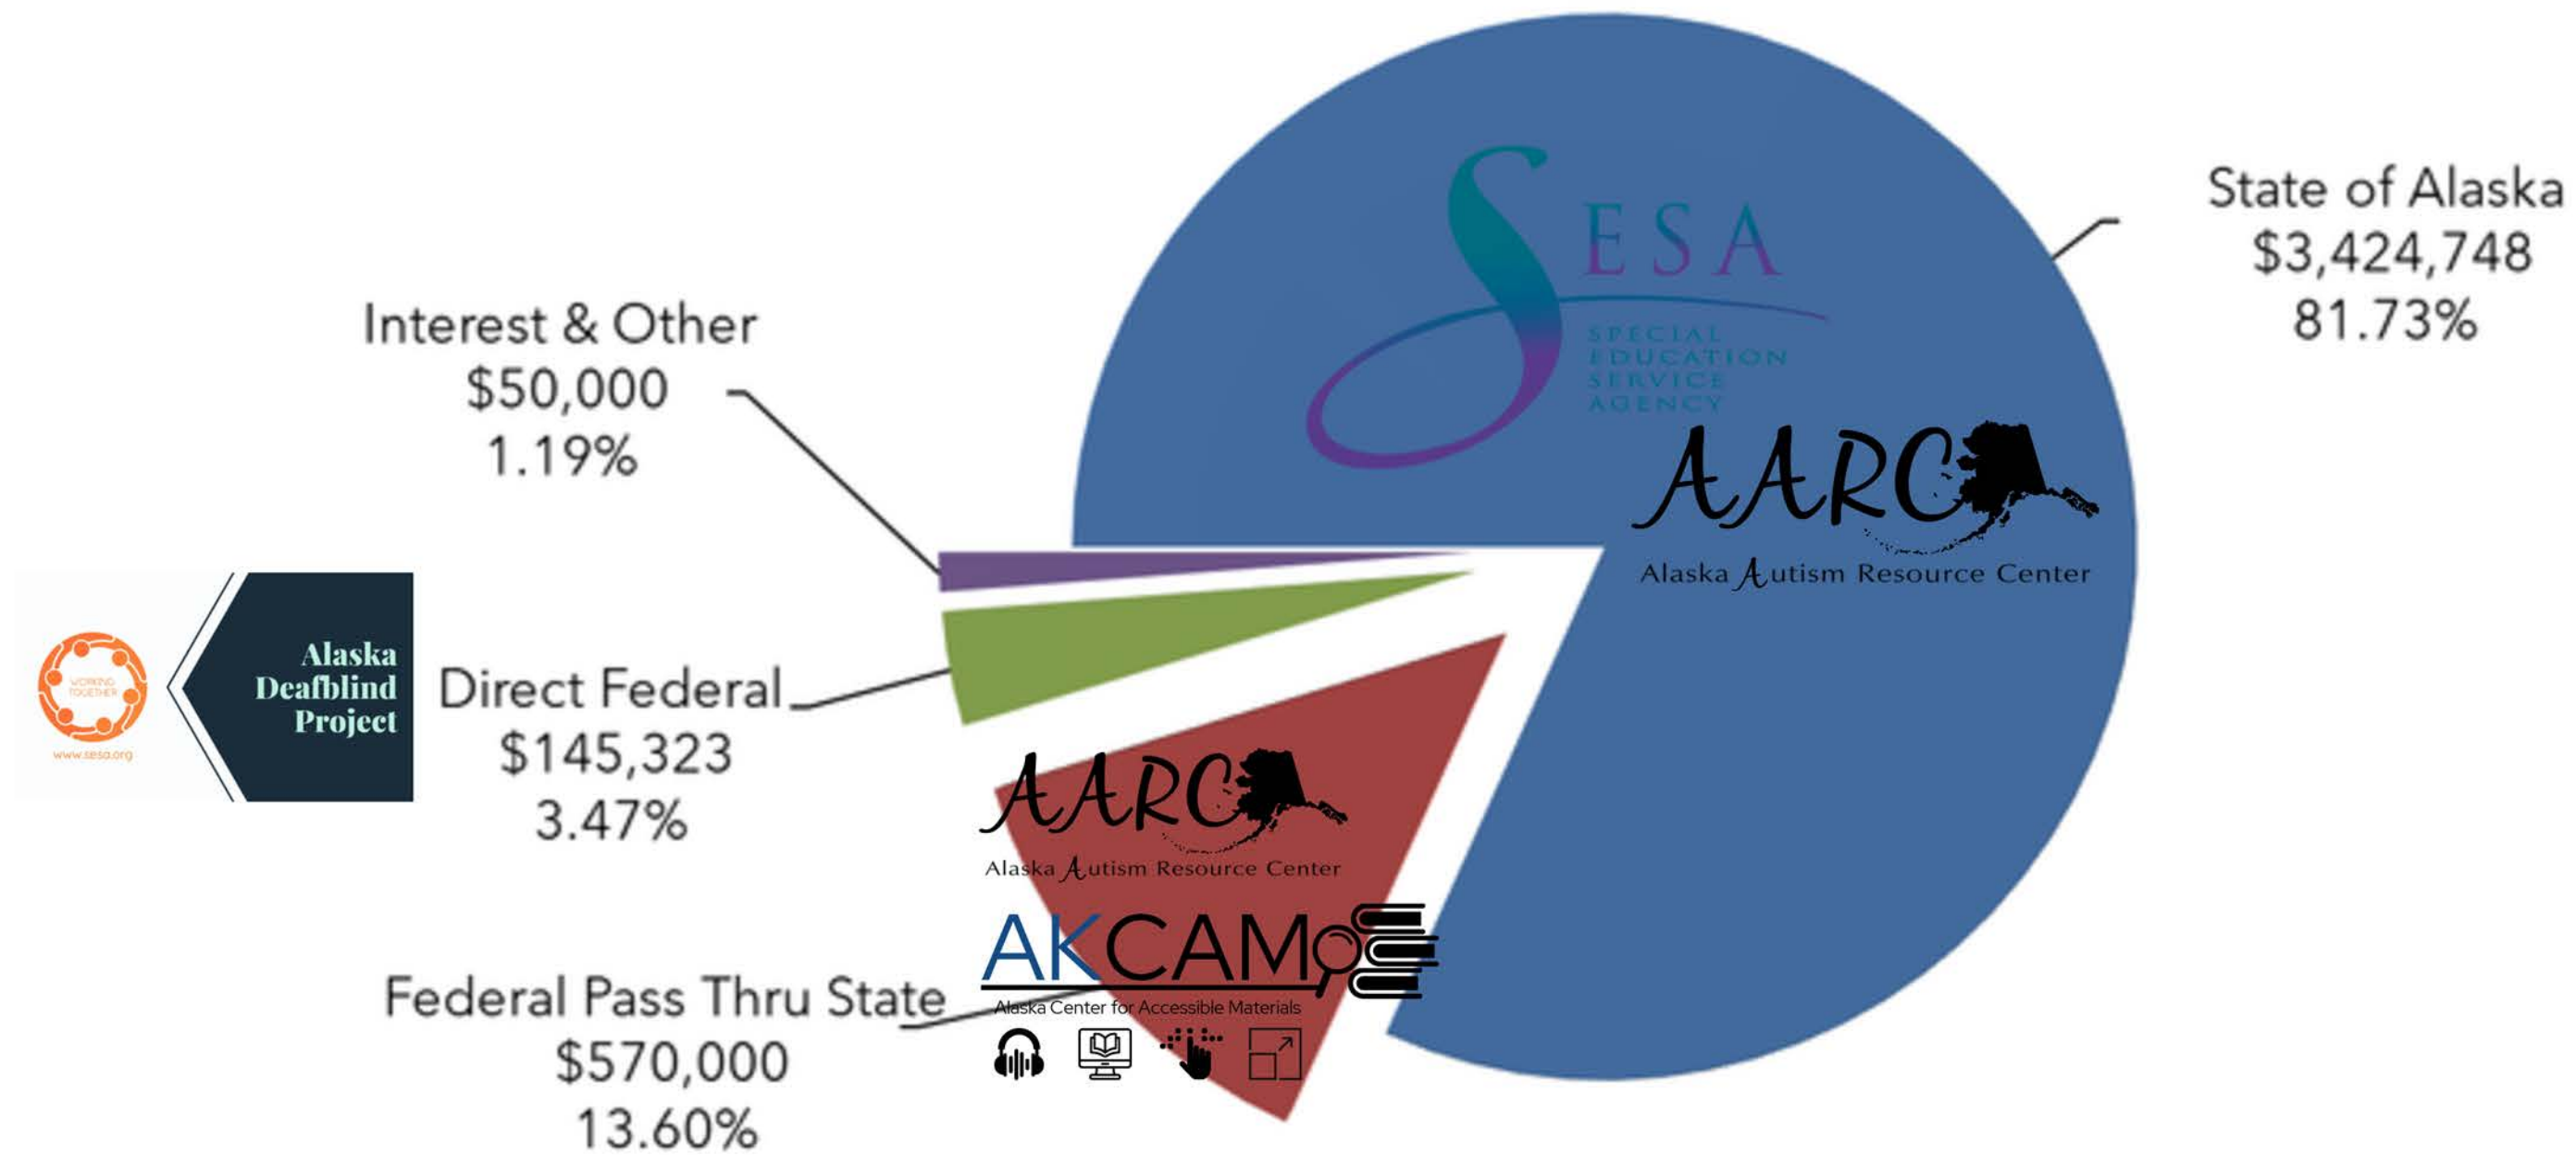 State of Alaska
$3,424,748
81.73%
SESA
SPECIAL
EDUCATION
SERVICE
AGENCY
AARC
Alaska Autism Resource Center
Interest & Other
$50,000
1.19%
WORKING
TOGETHER
www.sesa.org
Alaska
Deafblind
Project
Direct Federal
$145,323
3.47%
AARC
Alaska Autism Resource Center
AKCAM
Alaska Center for Accessible Materials
Federal Pass Thru State
$570,000
13.60%